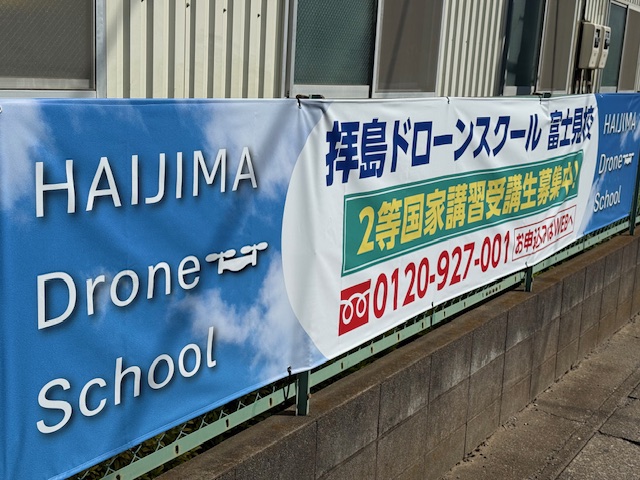 HAIJIMA
Drone
School
拝島ドローンスクール 富士見校
2等国家講習受講生募集中♪
0120-927-001
お申込みはWEBへ
HAIJIMA
Drone
School